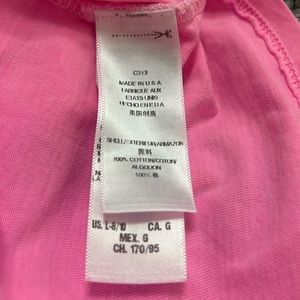 C313
MADE IN U S A
FABRIQUE AUX
ETATS-UNIS
HECHO EN E.U.A
美国制造
SHELL/EXTERIEUR/ARMAZON
面料
100% COTTON/COTON/
ALGODON
100% 棉
US. L-8/10 CA. G
MEX. G
CH. 170/95